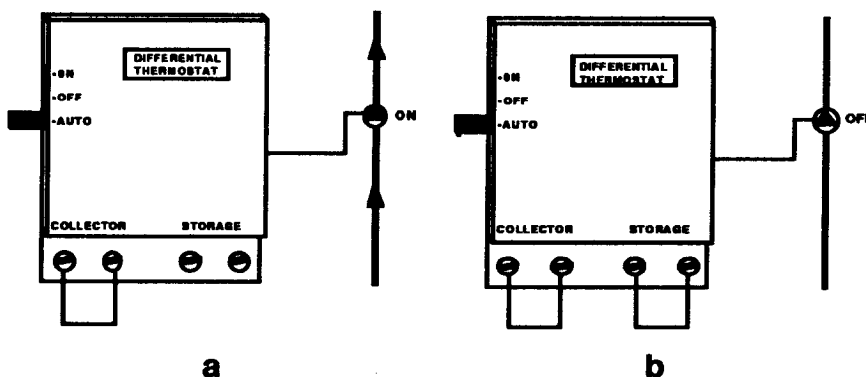 DIFFERENTIAL
THERMOSTAT
-ON
-OFF
-AUTO
ON
COLLECTOR STORAGE
a
DIFFERENTIAL
THERMOSTAT
-ON
-OFF
-AUTO
OFF
COLLECTOR STORAGE
b